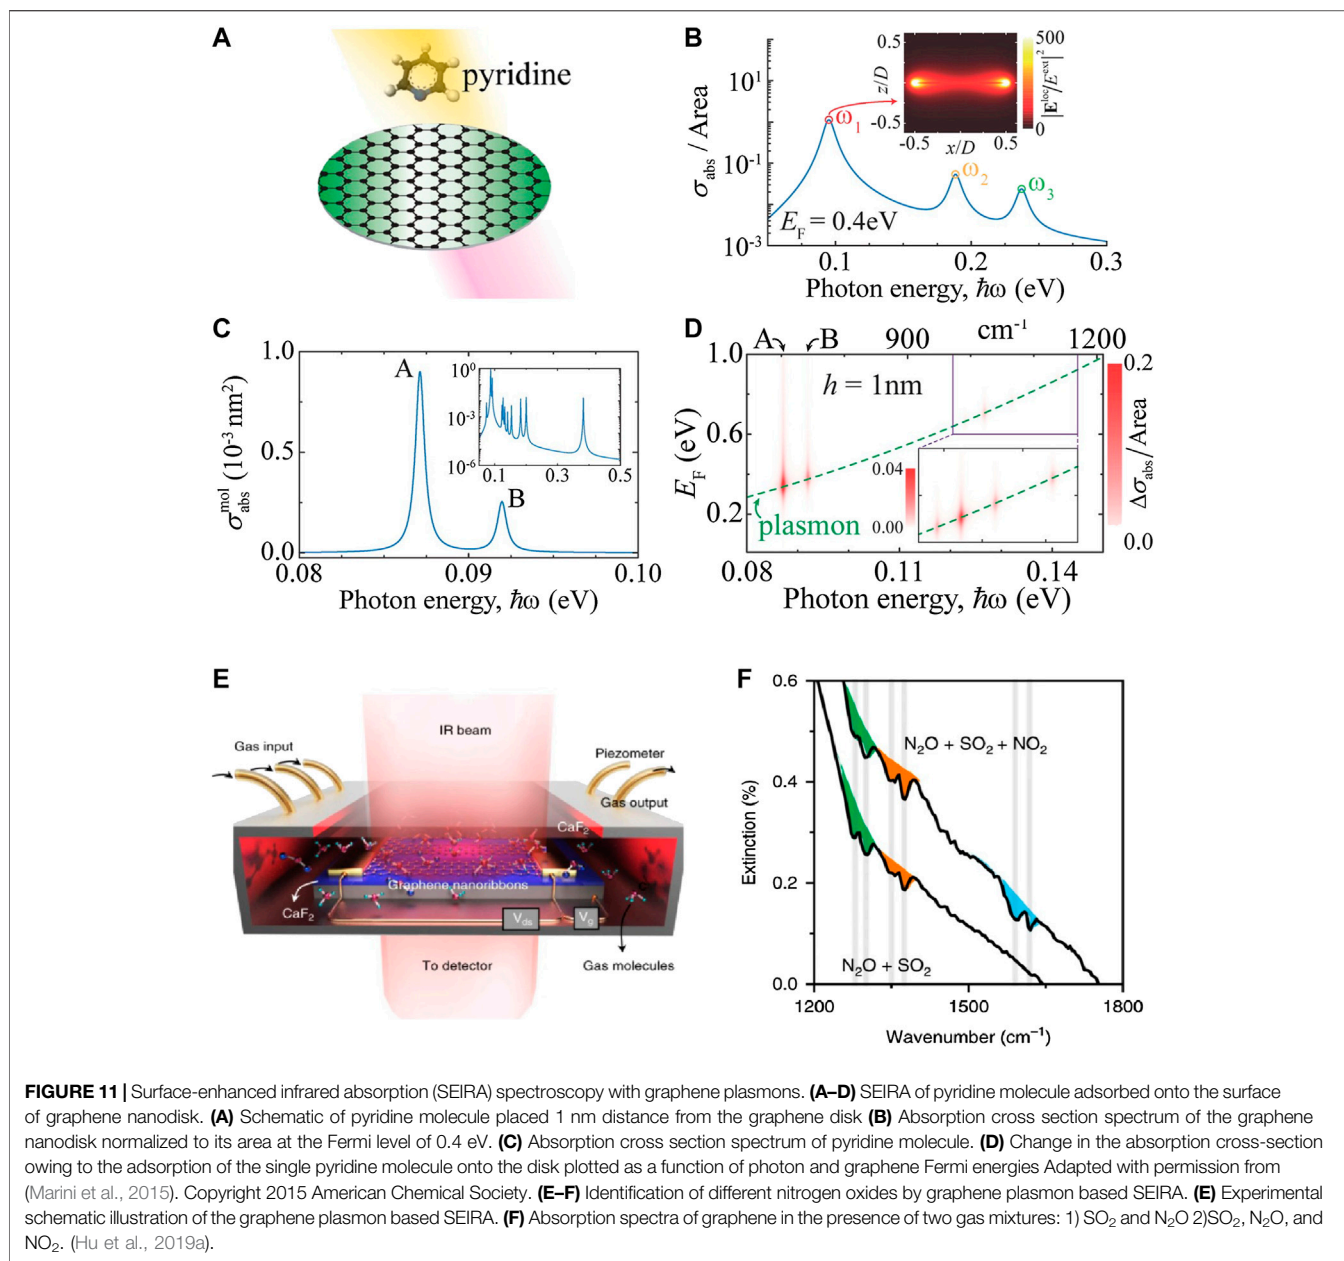 A
pyridine
B
σabs / Area
10¹
10⁻¹
10⁻³
ω₁
ω₂
ω₃
E_F = 0.4eV
0.1
0.2
0.3
Photon energy, ħω (eV)
0.5
z/D
-0.5
-0.5
0.5
x/D
500
0
|E^loc/E^ext|²
C
σ_abs^mol (10⁻³ nm²)
1.0
0.5
0.0
A
B
10⁰
10⁻³
10⁻⁶
0.05
0.2
0.3
0.4
0.5
0.08
0.09
0.10
Photon energy, ħω (eV)
D
A
B
900
cm⁻¹
1200
E_F (eV)
1.0
0.6
0.2
h = 1nm
plasmon
0.04
0.00
0.2
0.0
Δσabs/ Area
0.08
0.11
0.14
Photon energy, ħω (eV)
E
IR beam
Gas input
Piezometer
Gas output
CaF₂
Graphene nanoribbons
CaF₂
V_ds
V_g
To detector
Gas molecules
F
Extinction (%)
0.6
0.4
0.2
0.0
N₂O + SO₂ + NO₂
N₂O + SO₂
1200
1500
1800
Wavenumber (cm⁻¹)
FIGURE 11 | Surface-enhanced infrared absorption (SEIRA) spectroscopy with graphene plasmons. (A–D) SEIRA of pyridine molecule adsorbed onto the surface
of graphene nanodisk. (A) Schematic of pyridine molecule placed 1 nm distance from the graphene disk (B) Absorption cross section spectrum of the graphene
nanodisk normalized to its area at the Fermi level of 0.4 eV. (C) Absorption cross section spectrum of pyridine molecule. (D) Change in the absorption cross-section
owing to the adsorption of the single pyridine molecule onto the disk plotted as a function of photon and graphene Fermi energies Adapted with permission from
(Marini et al., 2015). Copyright 2015 American Chemical Society. (E–F) Identification of different nitrogen oxides by graphene plasmon based SEIRA. (E) Experimental
schematic illustration of the graphene plasmon based SEIRA. (F) Absorption spectra of graphene in the presence of two gas mixtures: 1) SO₂ and N₂O 2)SO₂, N₂O, and
NO₂. (Hu et al., 2019a).